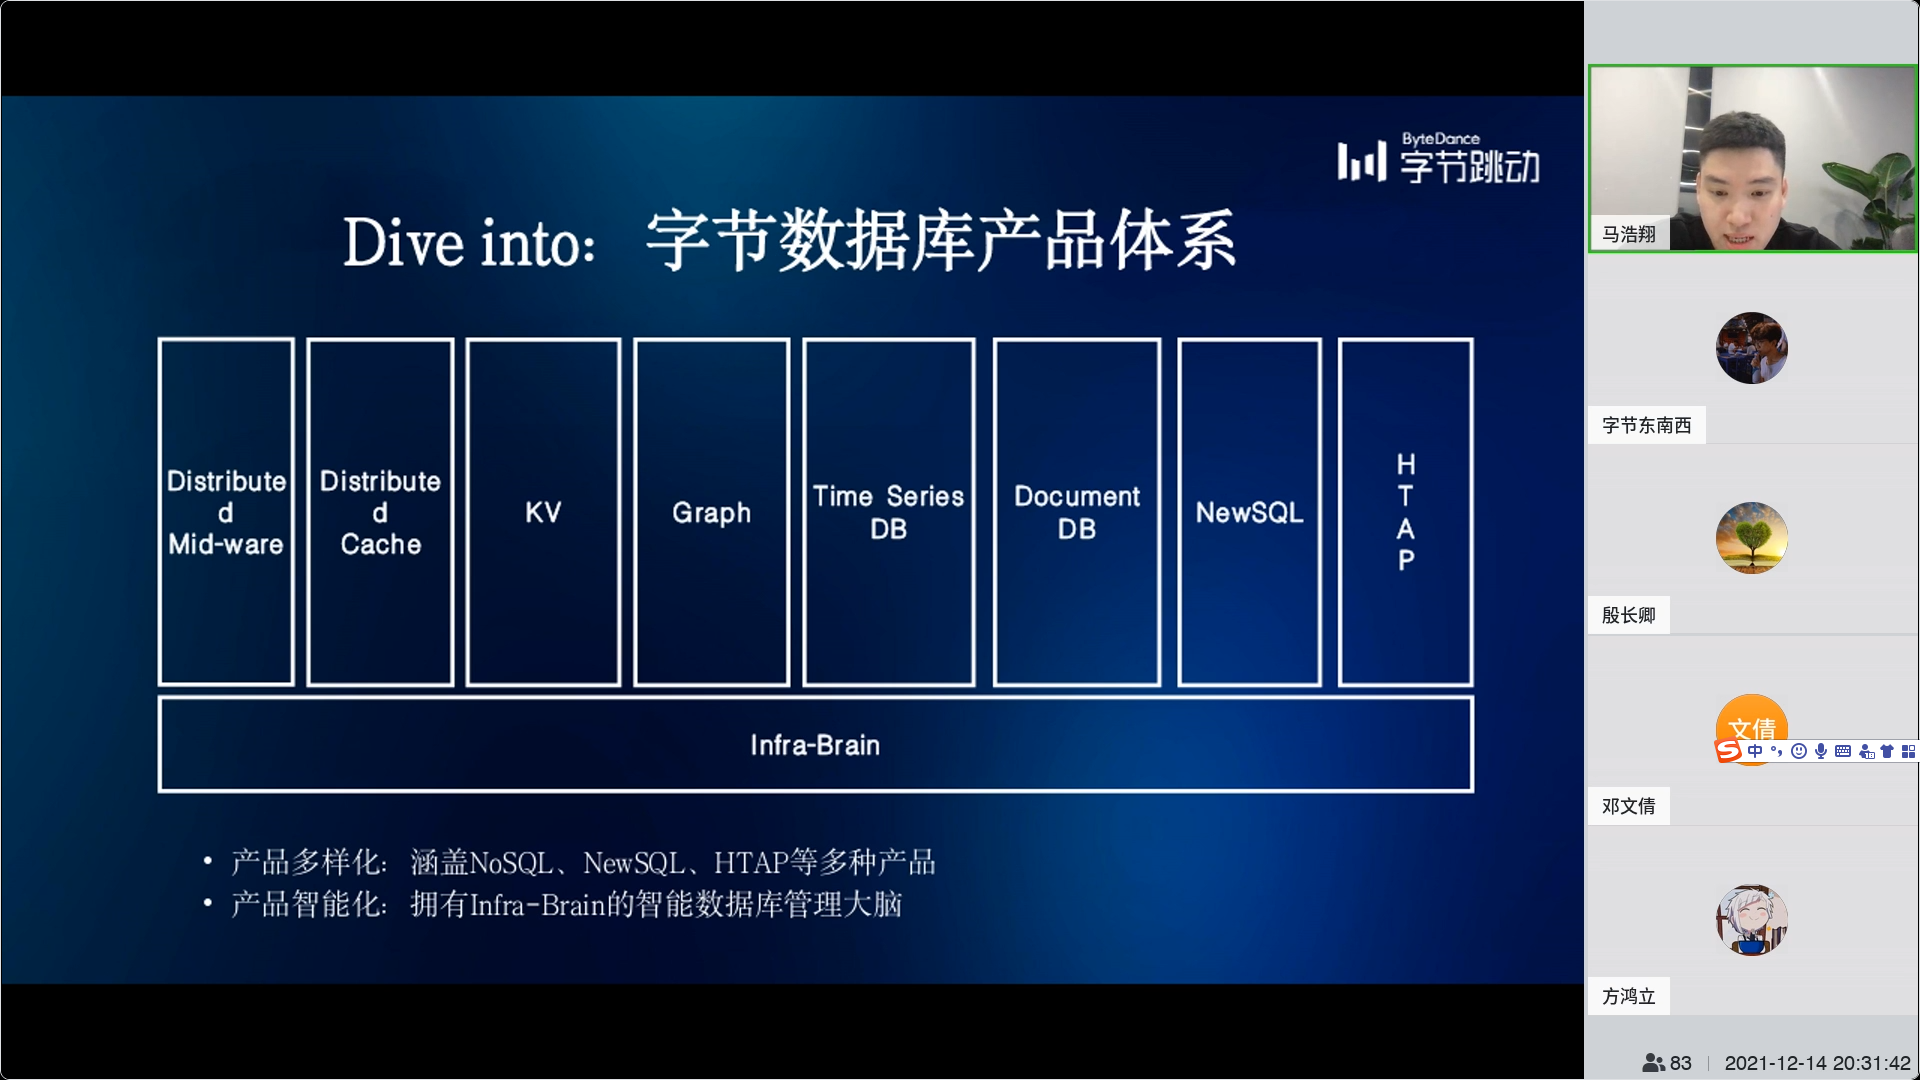 ByteDance
字节跳动
Dive into: 字节数据库产品体系
Distribute
d
Mid-ware
Distribute
d
Cache
KV
Graph
Time Series
DB
Document
DB
NewSQL
H
T
A
P
Infra-Brain
• 产品多样化: 涵盖NoSQL、NewSQL、HTAP等多种产品
• 产品智能化: 拥有Infra-Brain的智能数据库管理大脑
马浩翔
字节东南西
殷长卿
文倩
中
邓文倩
方鸿立
83
2021-12-14 20:31:42